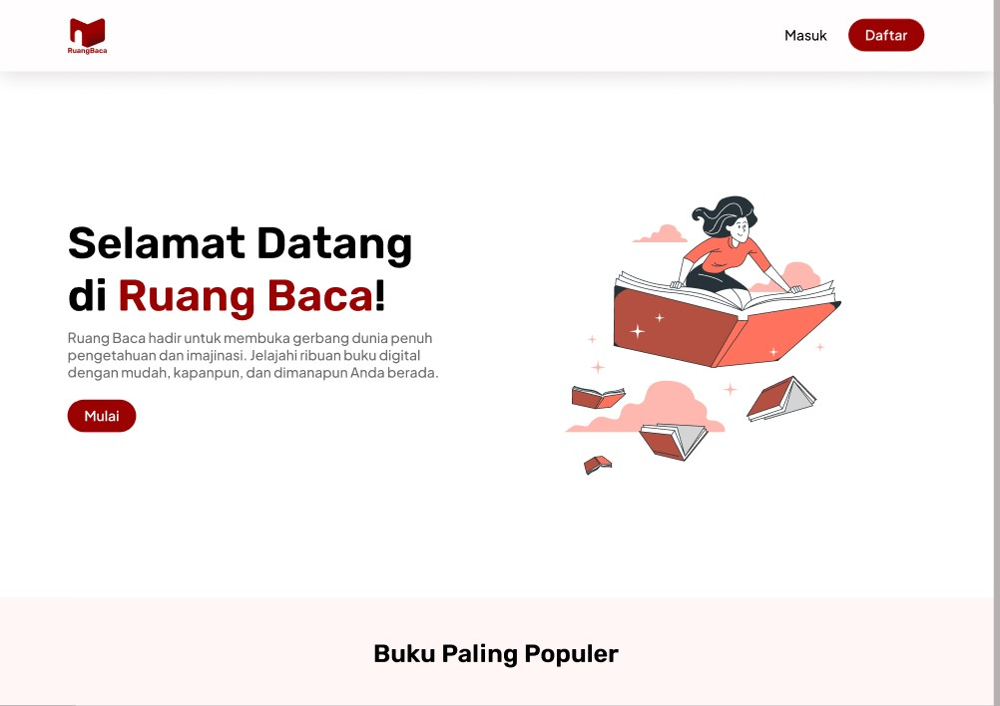 RuangBaca
Masuk
Daftar
Selamat Datang
di Ruang Baca!
Ruang Baca hadir untuk membuka gerbang dunia penuh
pengetahuan dan imajinasi. Jelajahi ribuan buku digital
dengan mudah, kapanpun, dan dimanapun Anda berada.
Mulai
Buku Paling Populer